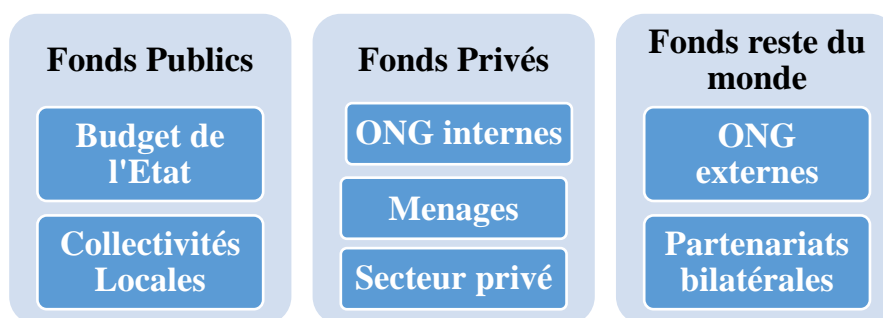 Fonds Publics
Budget de
l'Etat
Collectivités
Locales
Fonds Privés
ONG internes
Menages
Secteur privé
Fonds reste du
monde
ONG
externes
Partenariats
bilatérales